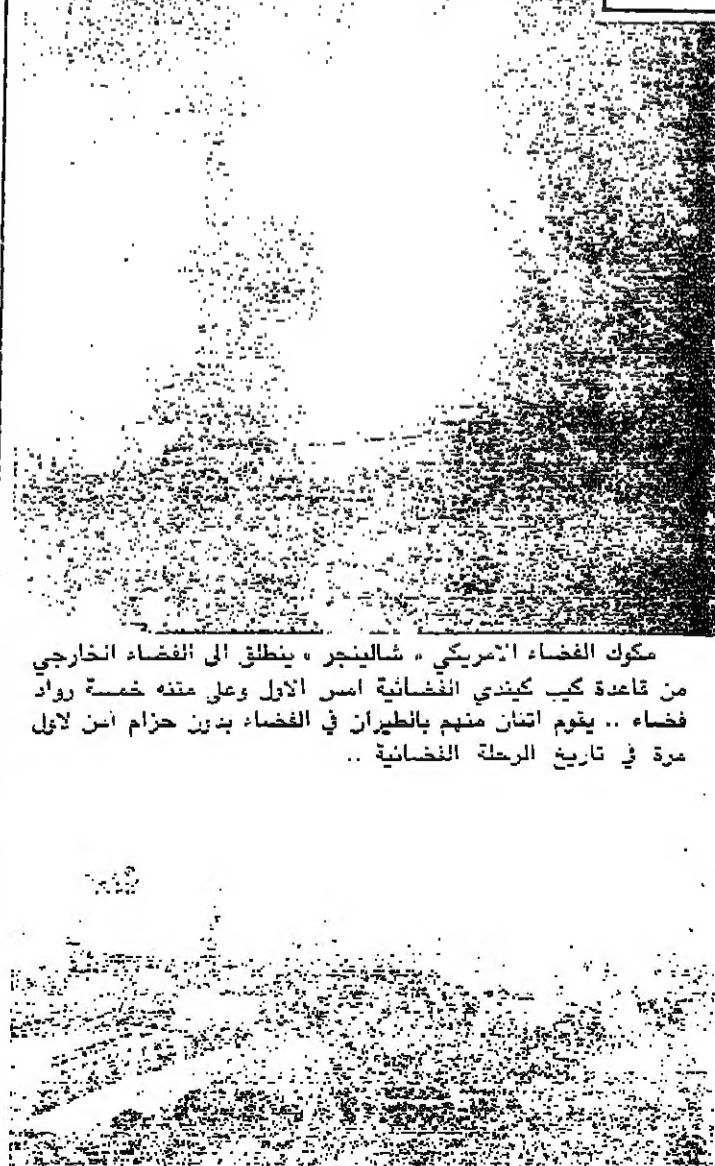 مكوك الفضاء الامريكي « شالينجر » ينطلق الى الفضاء الخارجي
من قاعدة كيب كيندي الفضائية امس الاول وعلى متنه خمسة رواد
فضاء .. يقوم اثنان منهم بالطيران في الفضاء بدون حزام امن لاول
مرة في تاريخ الرحلة الفضائية ..